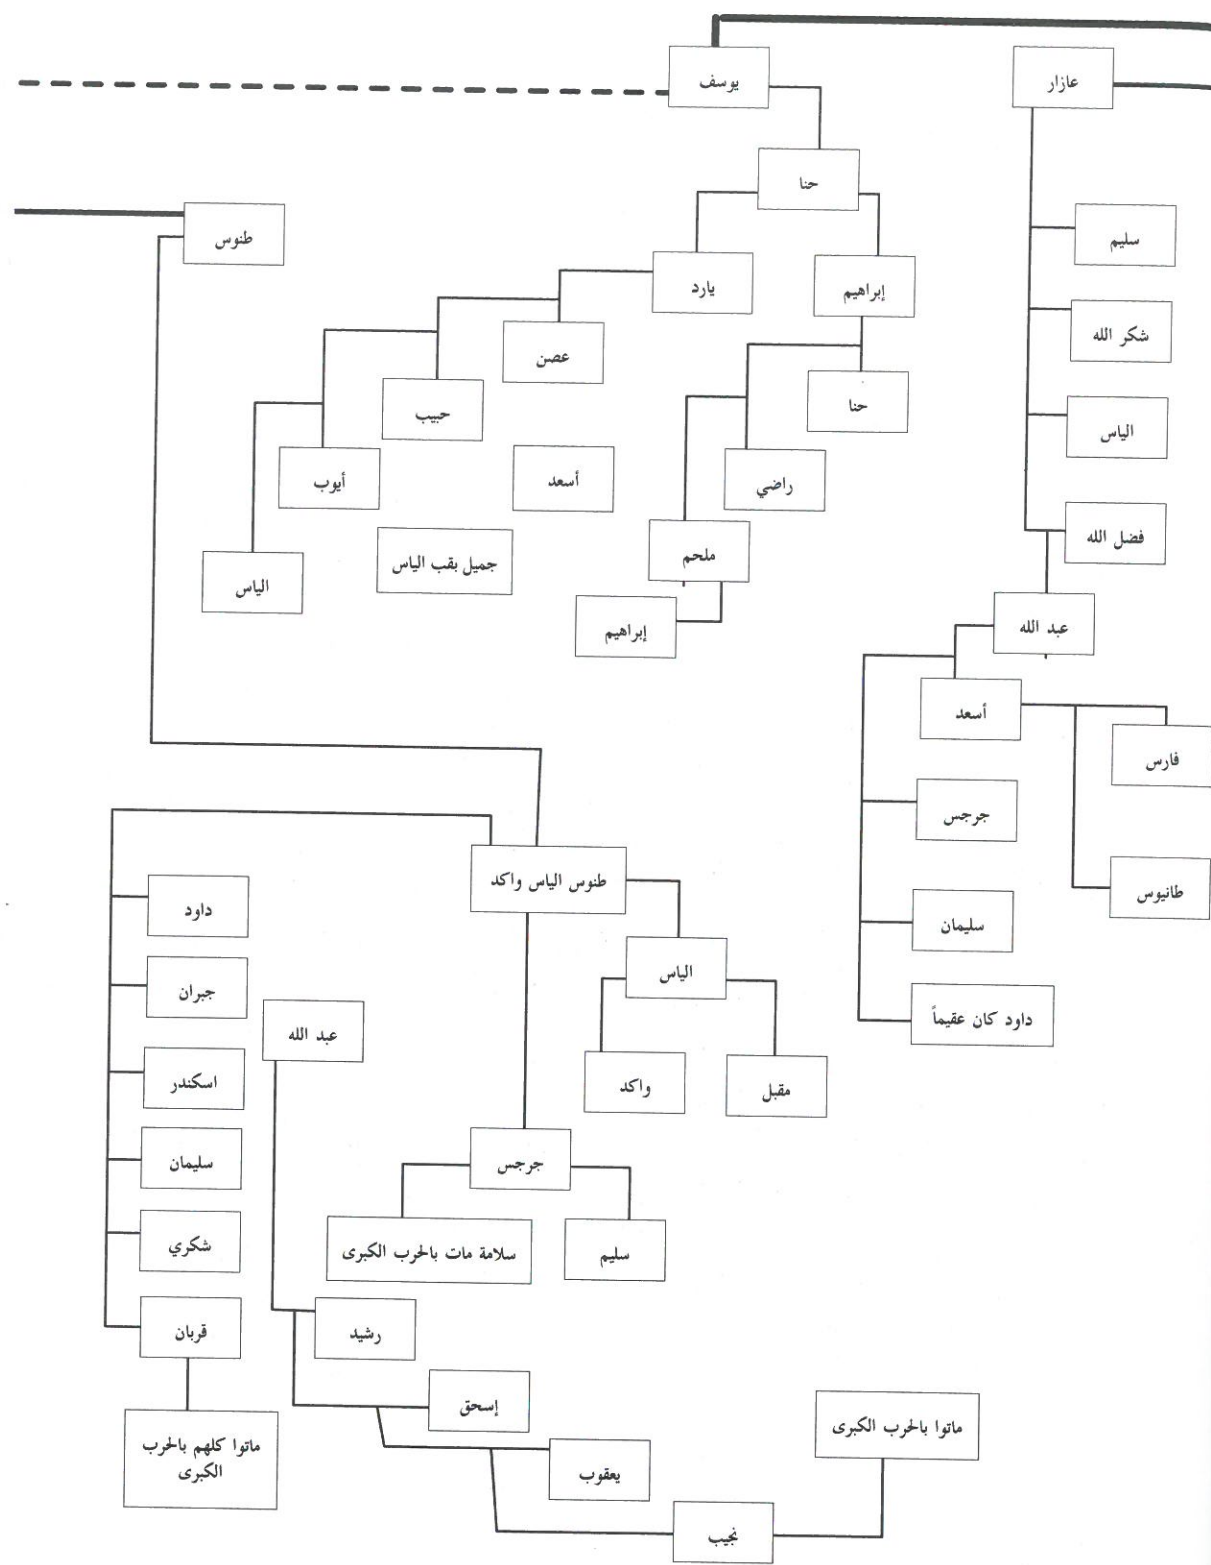 يوسف
عازار
حنا
طنوس
سليم
يارد
إبراهيم
شكر الله
عصن
حنا
حبيب
الياس
أيوب
أسعد
راضي
فضل الله
جميل بقب الياس
ملحم
الياس
إبراهيم
عبد الله
أسعد
فارس
جرجس
طانيوس
سليمان
داود كان عقيماً
طنوس الياس واكد
داود
الياس
جبران
عبد الله
اسكندر
واكد
مقبل
سليمان
جرجس
شكري
سلامة مات بالحرب الكبرى
سليم
قربان
رشيد
إسحق
ماتوا بالحرب الكبرى
ماتوا كلهم بالحرب
الكبرى
يعقوب
نجيب